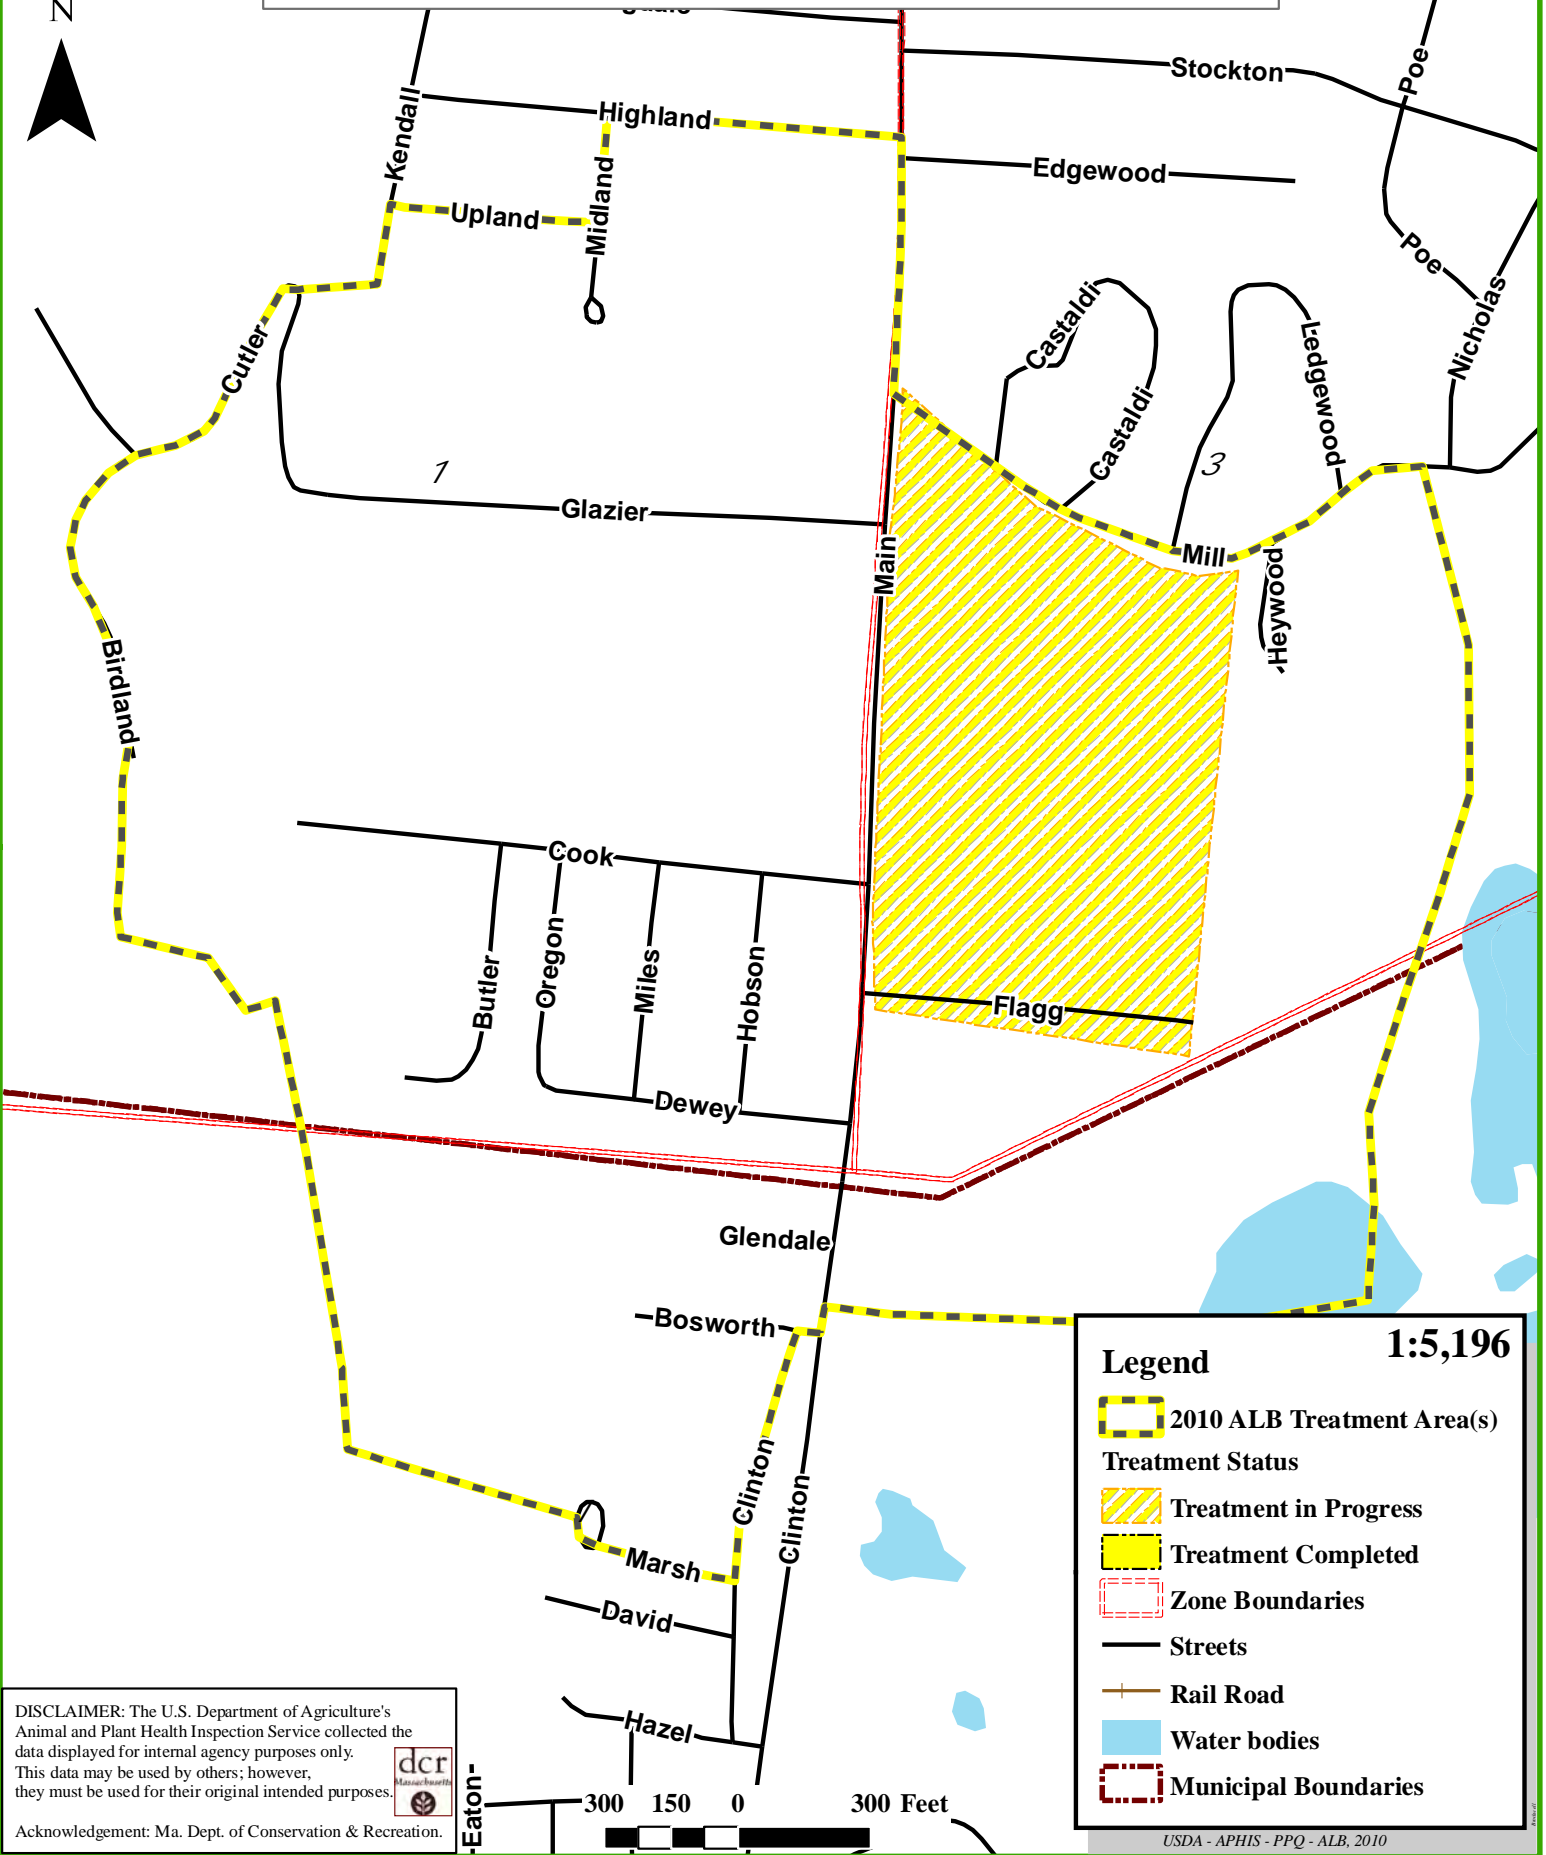 N
Stockton
Poe
Highland
Kendall
Edgewood
Midland
Upland
Poe
Nicholas
Castaldi
Cutler
Ledgewood
Castaldi
1
3
Glazier
Main
Mill
Heywood
Birdland
Cook
Butler
Oregon
Miles
Hobson
Flagg
Dewey
Glendale
Bosworth
Clinton
Clinton
Marsh
David
Hazel
Eaton
1:5,196
Legend
2010 ALB Treatment Area(s)
Treatment Status
Treatment in Progress
Treatment Completed
Zone Boundaries
Streets
Rail Road
Water bodies
Municipal Boundaries
USDA - APHIS - PPQ - ALB, 2010
DISCLAIMER: The U.S. Department of Agriculture's
Animal and Plant Health Inspection Service collected the
data displayed for internal agency purposes only.
This data may be used by others; however,
they must be used for their original intended purposes.
dcr
Massachusetts
Acknowledgement: Ma. Dept. of Conservation & Recreation.
300 150 0 300 Feet